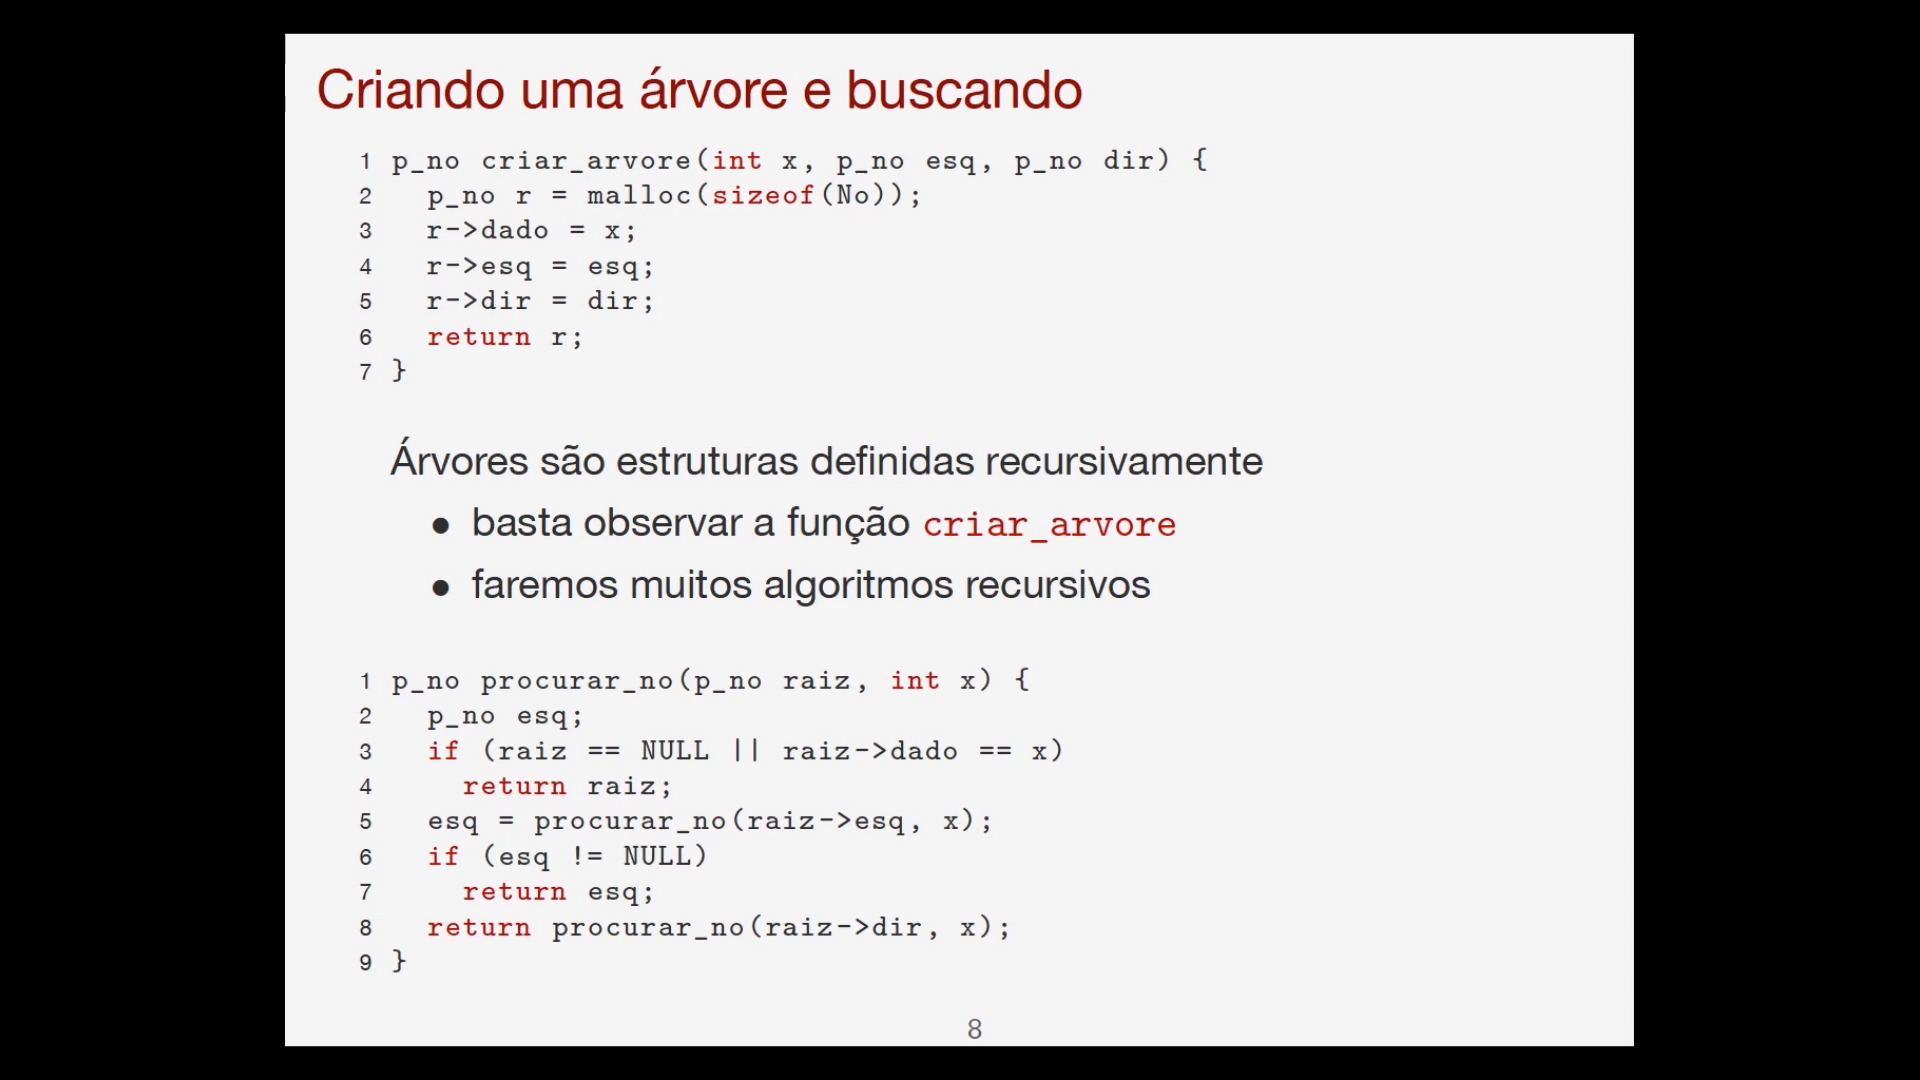 Criando uma árvore e buscando
1 p_no criar_arvore(int x, p_no esq, p_no dir) {
2   p_no r = malloc(sizeof(No));
3   r->dado = x;
4   r->esq = esq;
5   r->dir = dir;
6   return r;
7 }
Árvores são estruturas definidas recursivamente
● basta observar a função criar_arvore
● faremos muitos algoritmos recursivos
1 p_no procurar_no(p_no raiz, int x) {
2   p_no esq;
3   if (raiz == NULL || raiz->dado == x)
4     return raiz;
5   esq = procurar_no(raiz->esq, x);
6   if (esq != NULL)
7     return esq;
8   return procurar_no(raiz->dir, x);
9 }
8